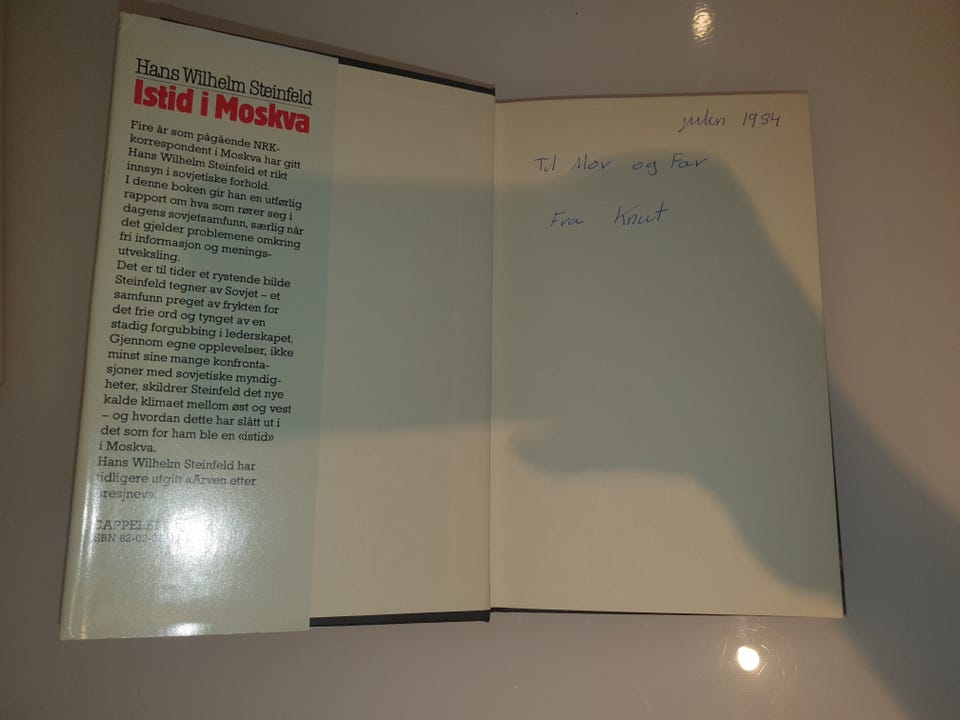 Hans Wilhelm Steinfeld
Istid i Moskva
Fire år som pågående NRK-
korrespondent i Moskva har gitt
Hans Wilhelm Steinfeld et rikt
innsyn i sovjetiske forhold.
I denne boken gir han en utførlig
rapport om hva som rører seg i
dagens sovjetsamfunn, særlig når
det gjelder problemene omkring
fri informasjon og menings-
utveksling.
Det er til tider et rystende bilde
Steinfeld tegner av Sovjet – et
samfunn preget av frykten for
det frie ord og tynget av en
stadig forgubbing i lederskapet.
Gjennom egne opplevelser, ikke
minst sine mange konfronta-
sjoner med sovjetiske myndig-
heter, skildrer Steinfeld det nye
kalde klimaet mellom øst og vest
– og hvordan dette har slått ut i
det som for ham ble en «istid»
i Moskva.
Hans Wilhelm Steinfeld har
tidligere utgitt «Arven etter
Bresjnev».
ISBN 82-02-
julen 1984
Til Mor og Far
Fra Knut